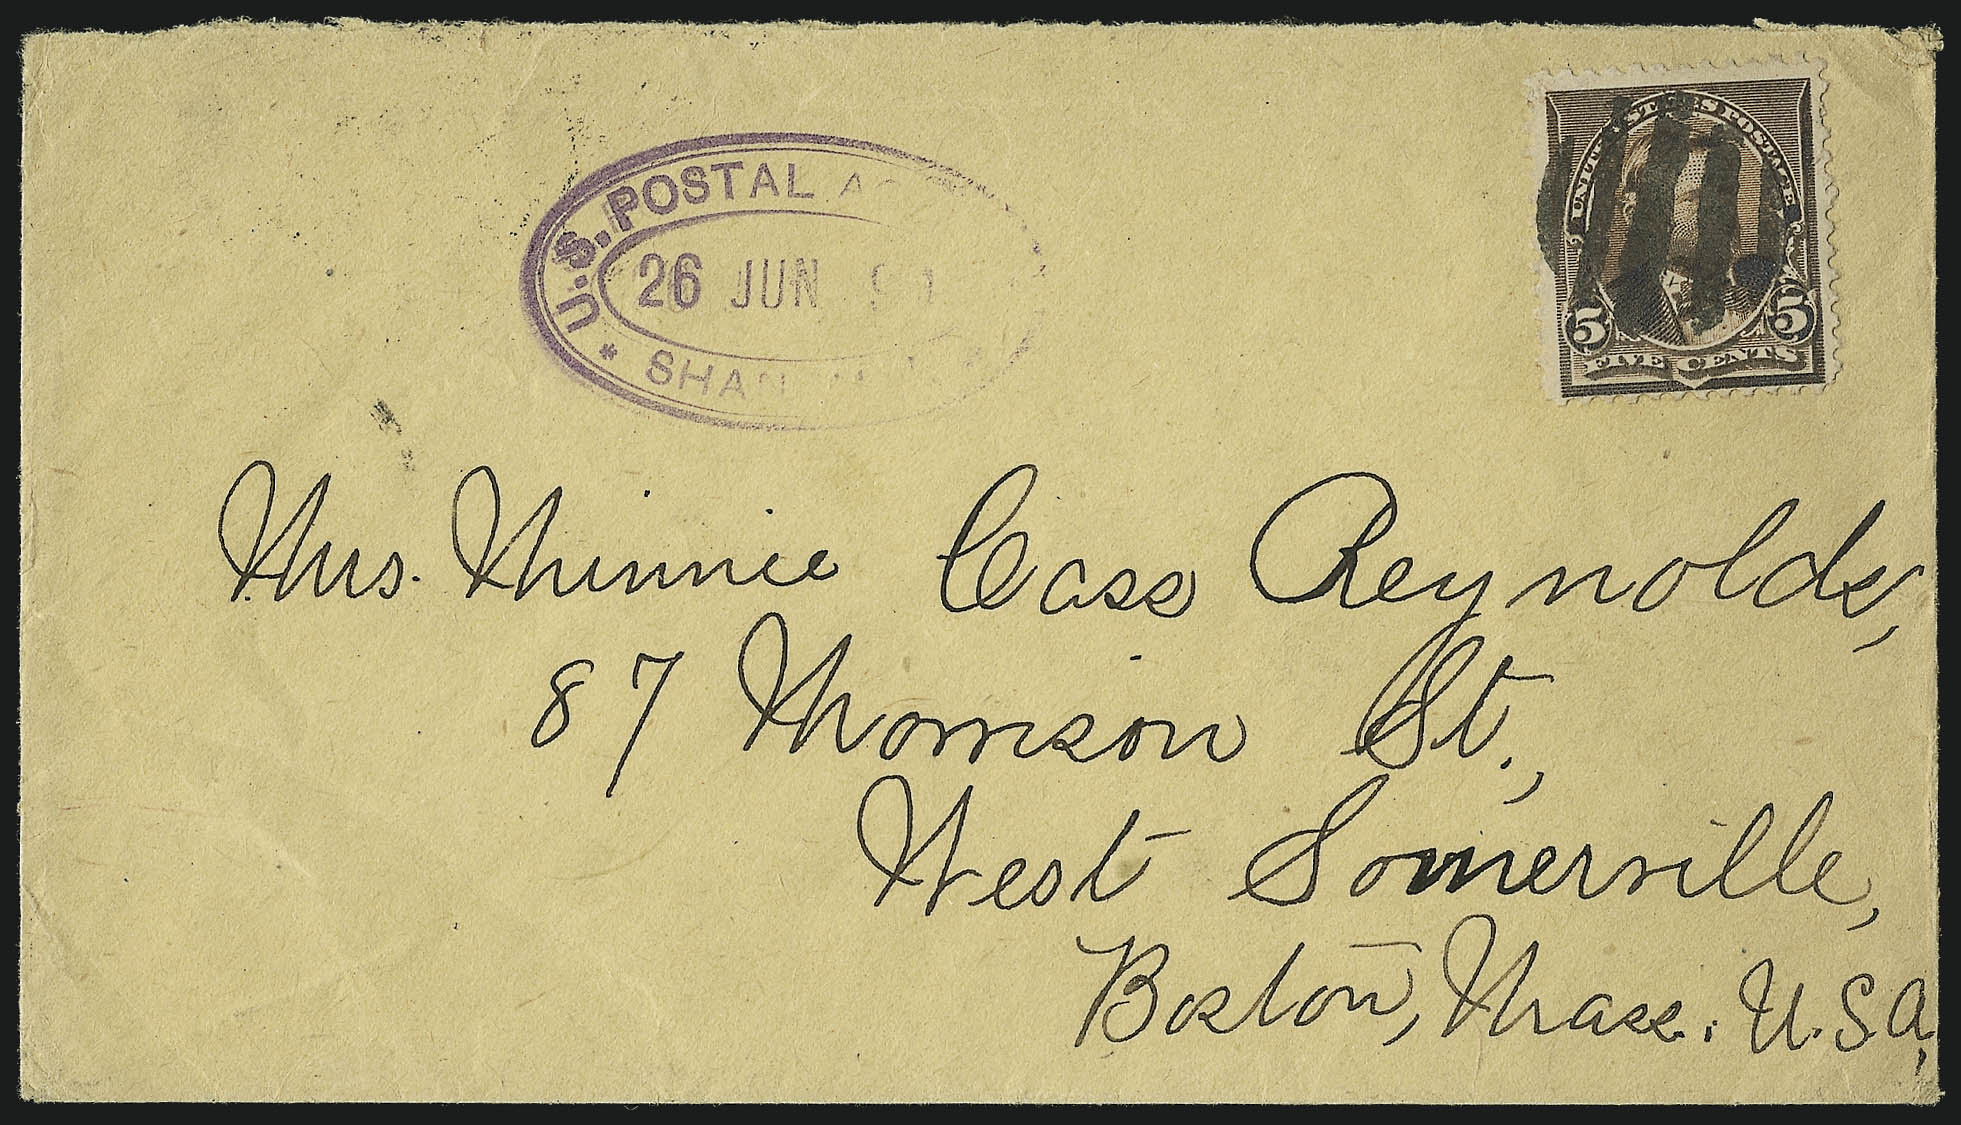 U.S. POSTAL
26 JUN
* SHAN
UNITED STATES POSTAGE
5 5
FIVE CENTS
Mrs. Minnie Cass Reynolds,
87 Morrison St.,
West Somerville,
Boston, Mass. U.S.A,